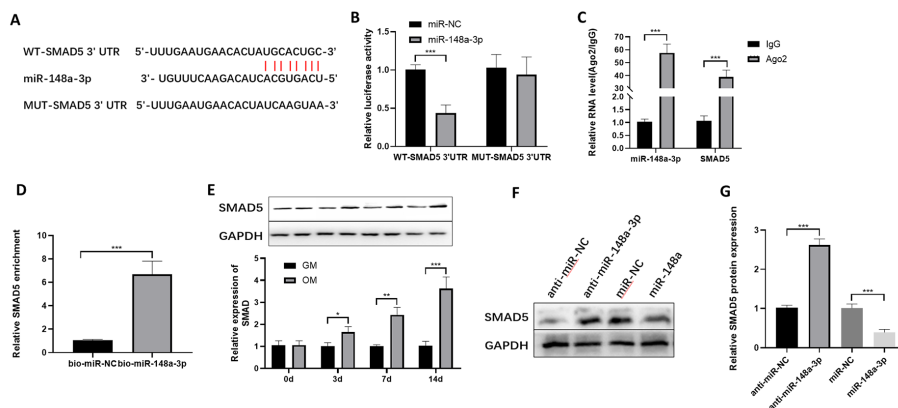 A
WT-SMAD5 3' UTR 5'-UUUGAAUGAACACUAUGCACUGC-3'
miR-148a-3p 3'- UGUUUCAAGACAUCACGUGACU-5'
MUT-SMAD5 3' UTR 5'-UUUGAAUGAACACUAUCAAGUAA-3'
B
miR-NC
miR-148a-3p
Relative luciferase activity
1.5
1.0
0.5
0.0
***
WT-SMAD5 3'UTR MUT-SMAD5 3'UTR
C
IgG
Ago2
Relative RNA level(Ago2/IgG)
70
60
50
40
30
2.0
1.5
1.0
0.5
0.0
***
***
miR-148a-3p SMAD5
D
Relative SMAD5 enrichment
10
8
6
4
2
0
***
bio-miR-NC bio-miR-148a-3p
E
SMAD5
GAPDH
GM
OM
Relative expression of
SMAD
5
4
3
2
1
0
*
**
***
0d 3d 7d 14d
F
anti-miR-NC
anti-miR-148a-3p
miR-NC
miR-148a
SMAD5
GAPDH
G
Relative SMAD5 protein expression
3
2
1
0
***
***
anti-miR-NC
anti-miR-148a-3p
miR-NC
miR-148a-3p